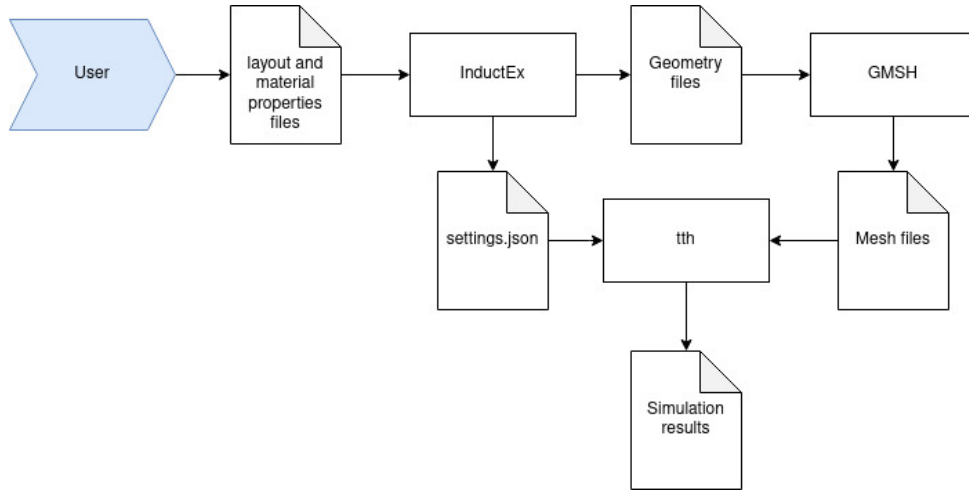 User
layout and
material
properties
files
InductEx
Geometry
files
GMSH
settings.json
tth
Mesh files
Simulation
results